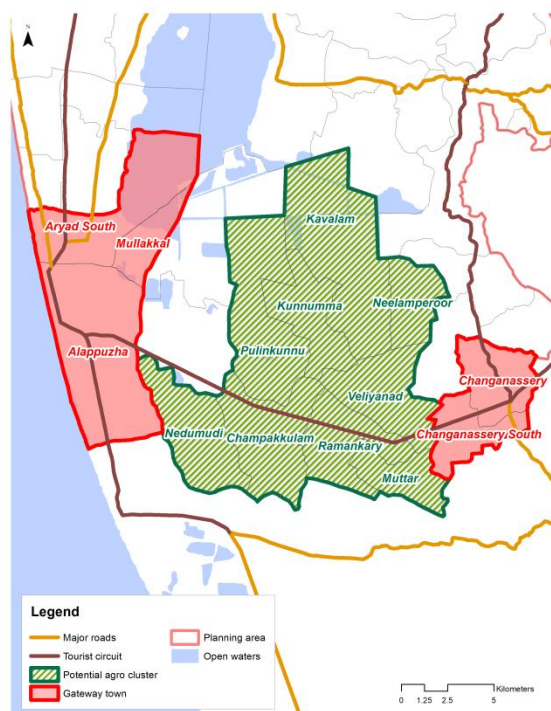 N
Kavalam
Aryad South
Mullakkal
Kunnumma
Neelamperoor
Alappuzha
Pulinkunnu
Changanassery
Veliyanad
Nedumudi
Champakkulam
Changanassery South
Ramankary
Muttar
Legend
Major roads
Tourist circuit
Potential agro cluster
Gateway town
Planning area
Open waters
Kilometers
0 1.25 2.5 5